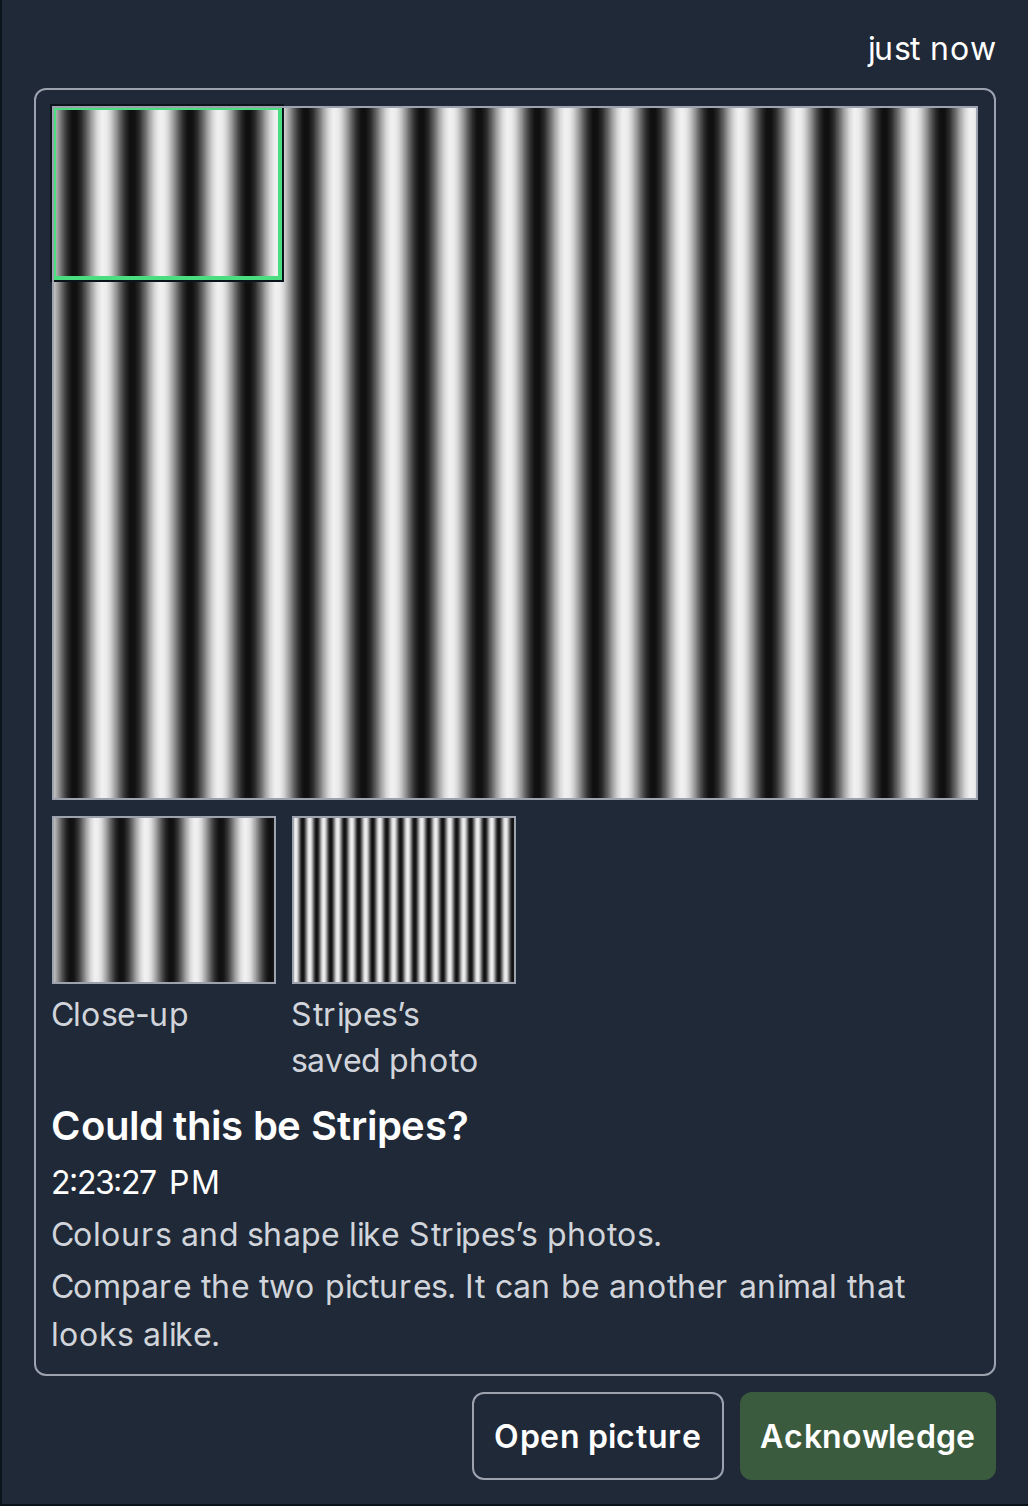 just now
Close-up
Stripes’s
saved photo
Could this be Stripes?
2:23:27 PM
Colours and shape like Stripes’s photos.
Compare the two pictures. It can be another animal that
looks alike.
Open picture
Acknowledge